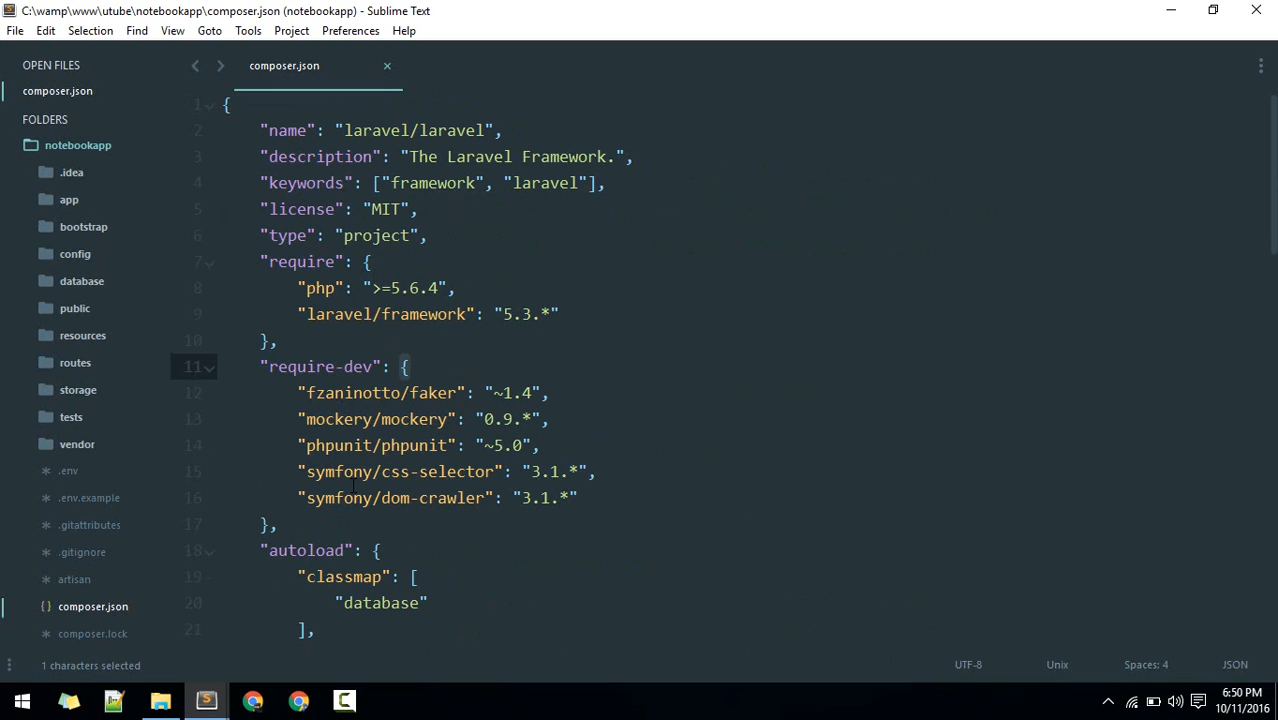 C:\wamp\www\utube\notebookapp\composer.json (notebookapp) - Sublime Text
File Edit Selection Find View Goto Tools Project Preferences Help
OPEN FILES
composer.json
FOLDERS
notebookapp
.idea
app
bootstrap
config
database
public
resources
routes
storage
tests
vendor
.env
.env.example
.gitattributes
.gitignore
artisan
composer.json
composer.lock
composer.json
1 {
2 "name": "laravel/laravel",
3 "description": "The Laravel Framework.",
4 "keywords": ["framework", "laravel"],
5 "license": "MIT",
6 "type": "project",
7 "require": {
8 "php": ">=5.6.4",
9 "laravel/framework": "5.3.*"
10 },
11 "require-dev": {
12 "fzaninotto/faker": "~1.4",
13 "mockery/mockery": "0.9.*",
14 "phpunit/phpunit": "~5.0",
15 "symfony/css-selector": "3.1.*",
16 "symfony/dom-crawler": "3.1.*"
17 },
18 "autoload": {
19 "classmap": [
20 "database"
21 ],
1 characters selected UTF-8 Unix Spaces: 4 JSON
6:50 PM
10/11/2016